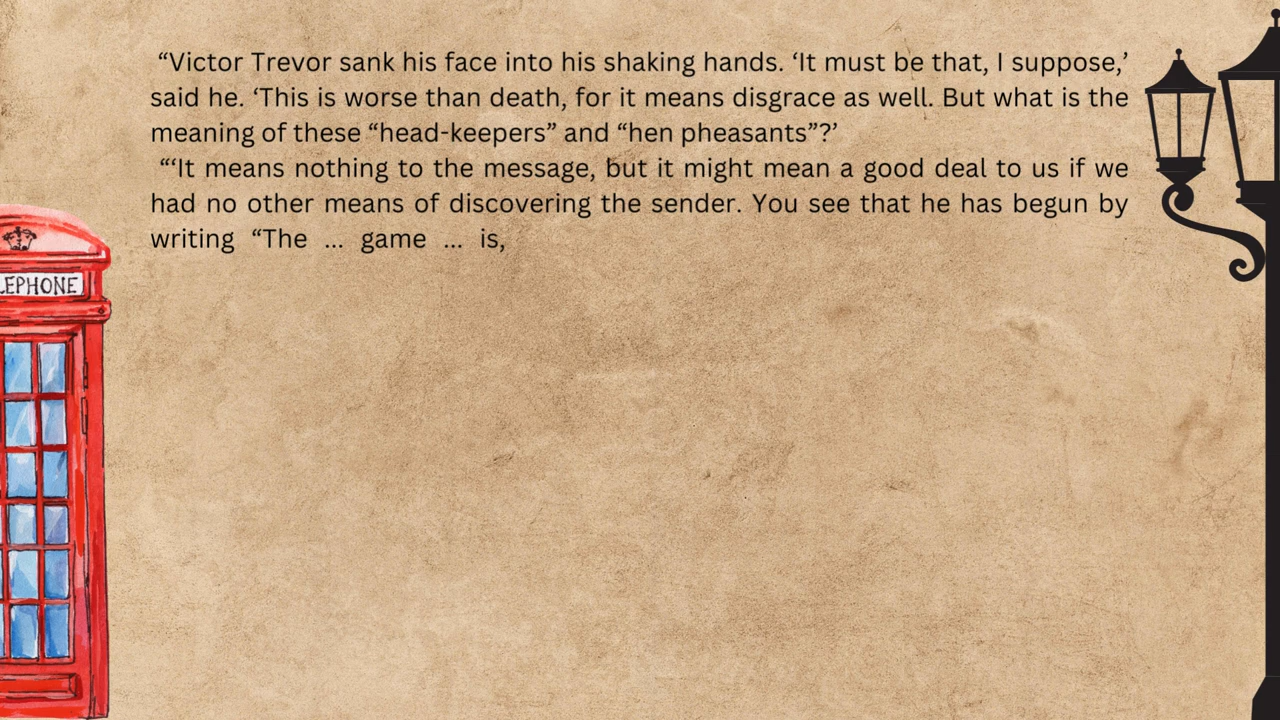 “Victor Trevor sank his face into his shaking hands. ‘It must be that, I suppose,’
said he. ‘This is worse than death, for it means disgrace as well. But what is the
meaning of these “head-keepers” and “hen pheasants”?’
“‘It means nothing to the message, but it might mean a good deal to us if we
had no other means of discovering the sender. You see that he has begun by
writing “The ... game ... is,
LEPHONE